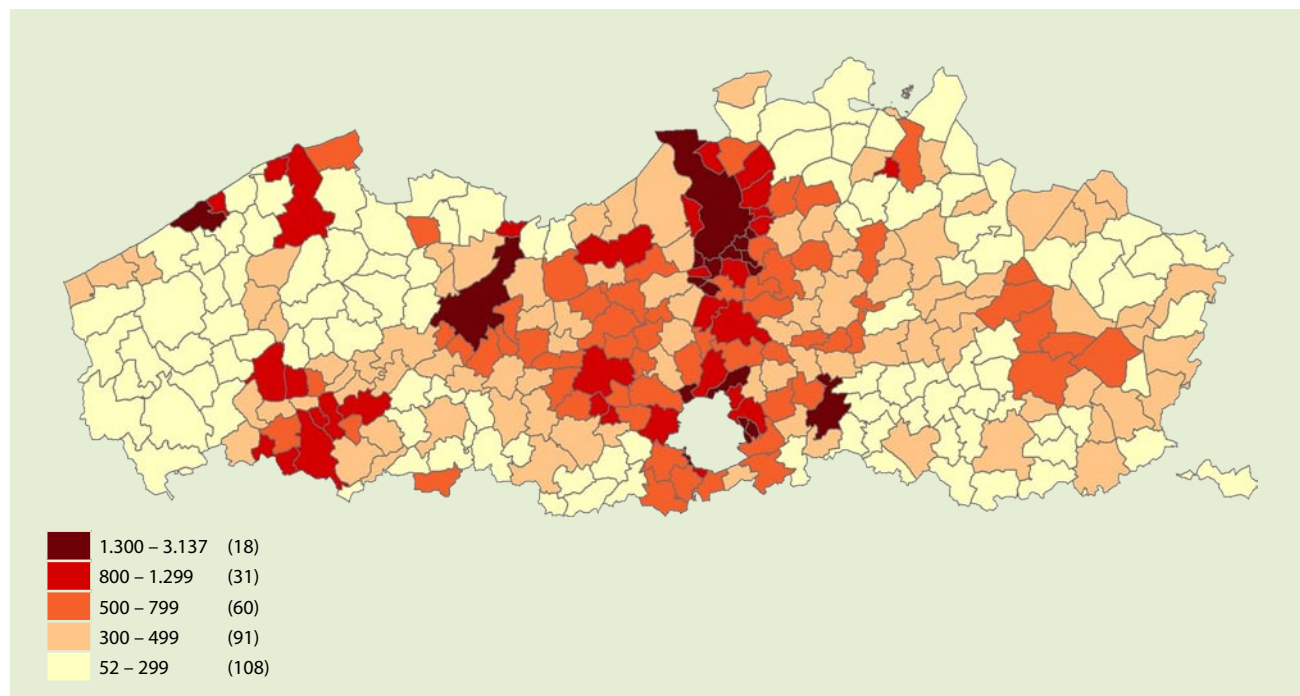 1.300 – 3.137 (18)
800 – 1.299 (31)
500 – 799 (60)
300 – 499 (91)
52 – 299 (108)